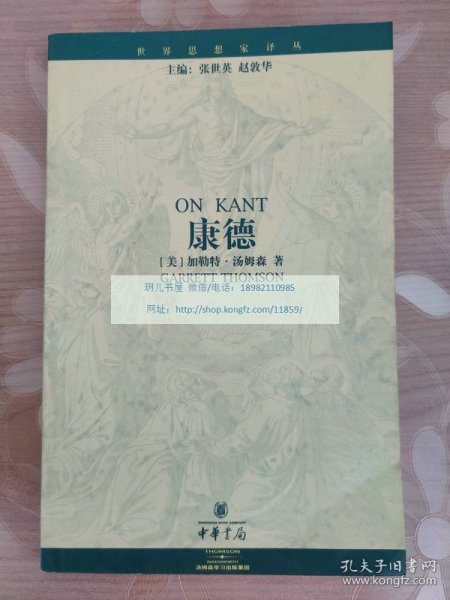 世界思想家译丛
主编：张世英 赵敦华
ON KANT
康德
[美]加勒特·汤姆森 著
GARRETT THOMSON
玥儿书屋 微信/电话：18982110985
网址：http://shop.kongfz.com/11859/
ZHONGHUA BOOK COMPANY
中華書局
THOMSON
WADSWORTH
汤姆森学习出版集团
孔夫子旧书网
www.kongfz.com